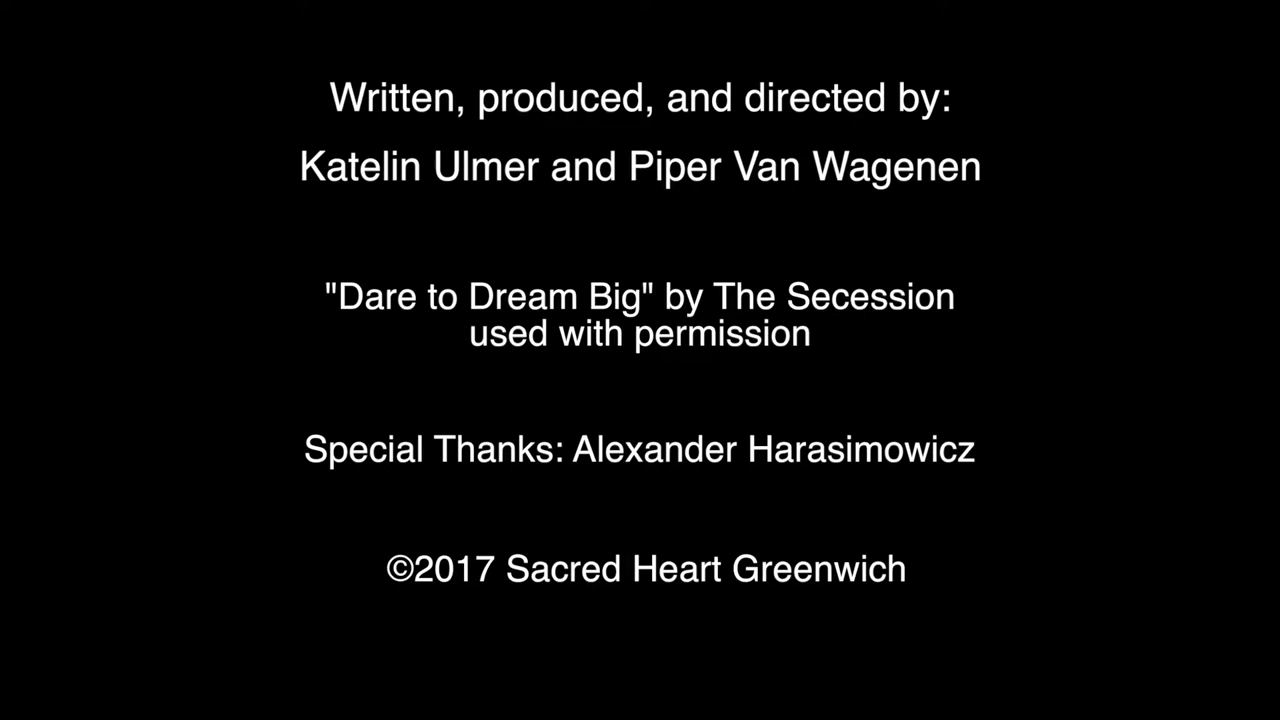 Written, produced, and directed by:
Katelin Ulmer and Piper Van Wagenen
"Dare to Dream Big" by The Secession
used with permission
Special Thanks: Alexander Harasimowicz
©2017 Sacred Heart Greenwich